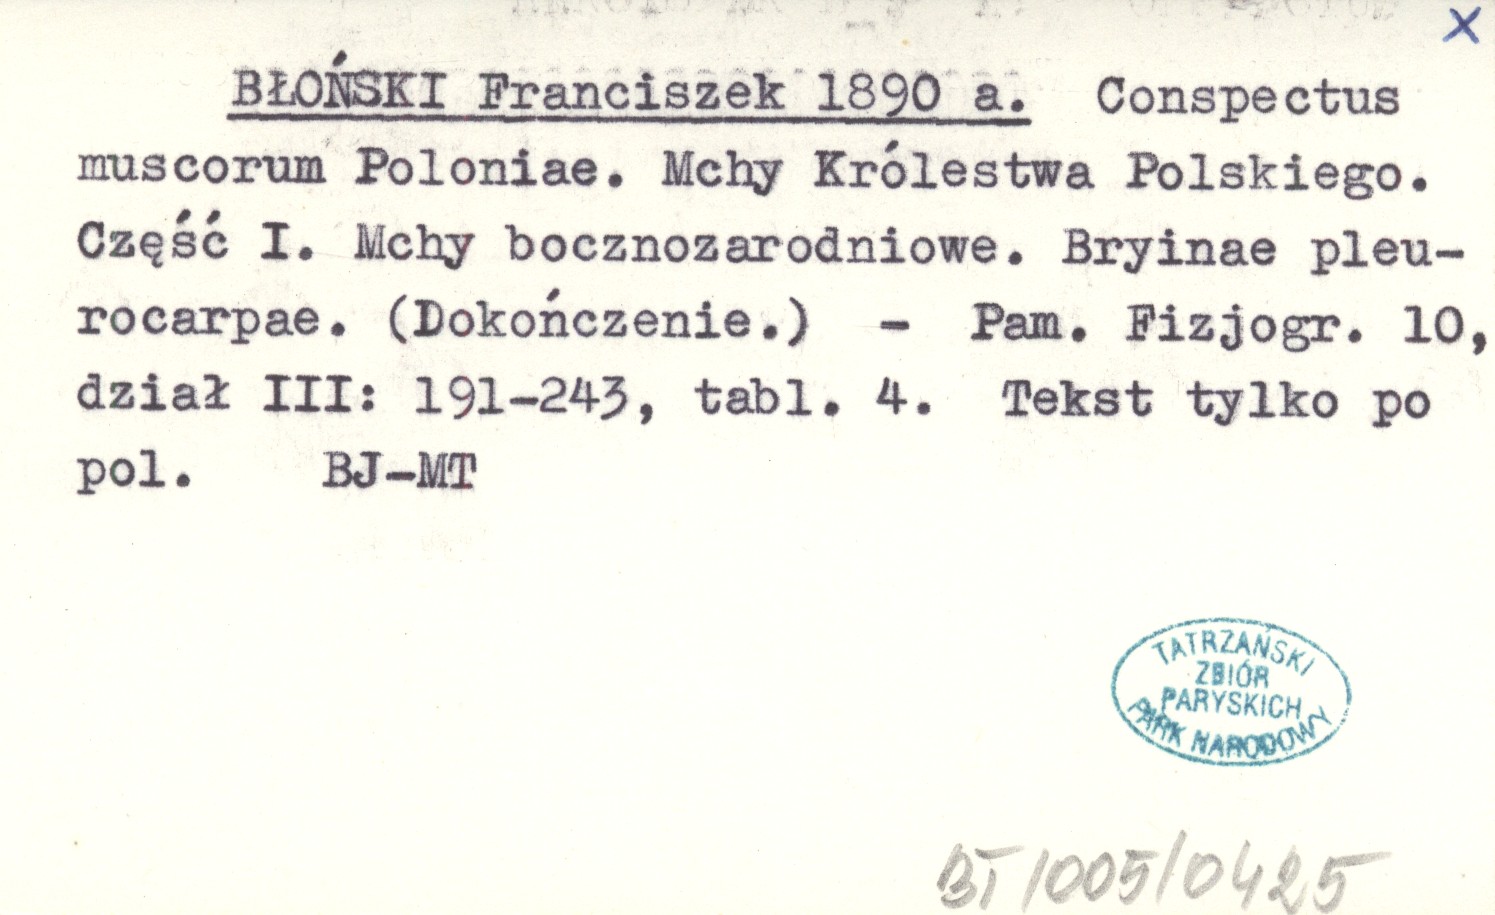 X
BŁOŃSKI Franciszek 1890 a. Conspectus
muscorum Poloniae. Mchy Królestwa Polskiego.
Część I. Mchy bocznozarodniowe. Bryinae pleu-
rocarpae. (Dokończenie.) - Pam. Fizjogr. 10,
dział III: 191-243, tabl. 4. Tekst tylko po
pol. BJ-MT
TATRZAŃSKI
ZBIÓR
PARYSKICH
PARK NARODOWY
BT/005/0425